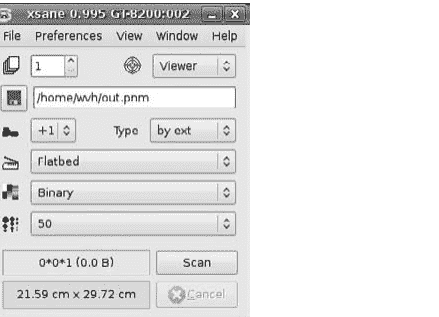 xsane 0.995 GT-8200:002
File Preferences View Window Help
1 Viewer
/home/wvh/out.pnm
+1 Type by ext
Flatbed
Binary
50
0*0*1 (0.0 B) Scan
21.59 cm x 29.72 cm Cancel